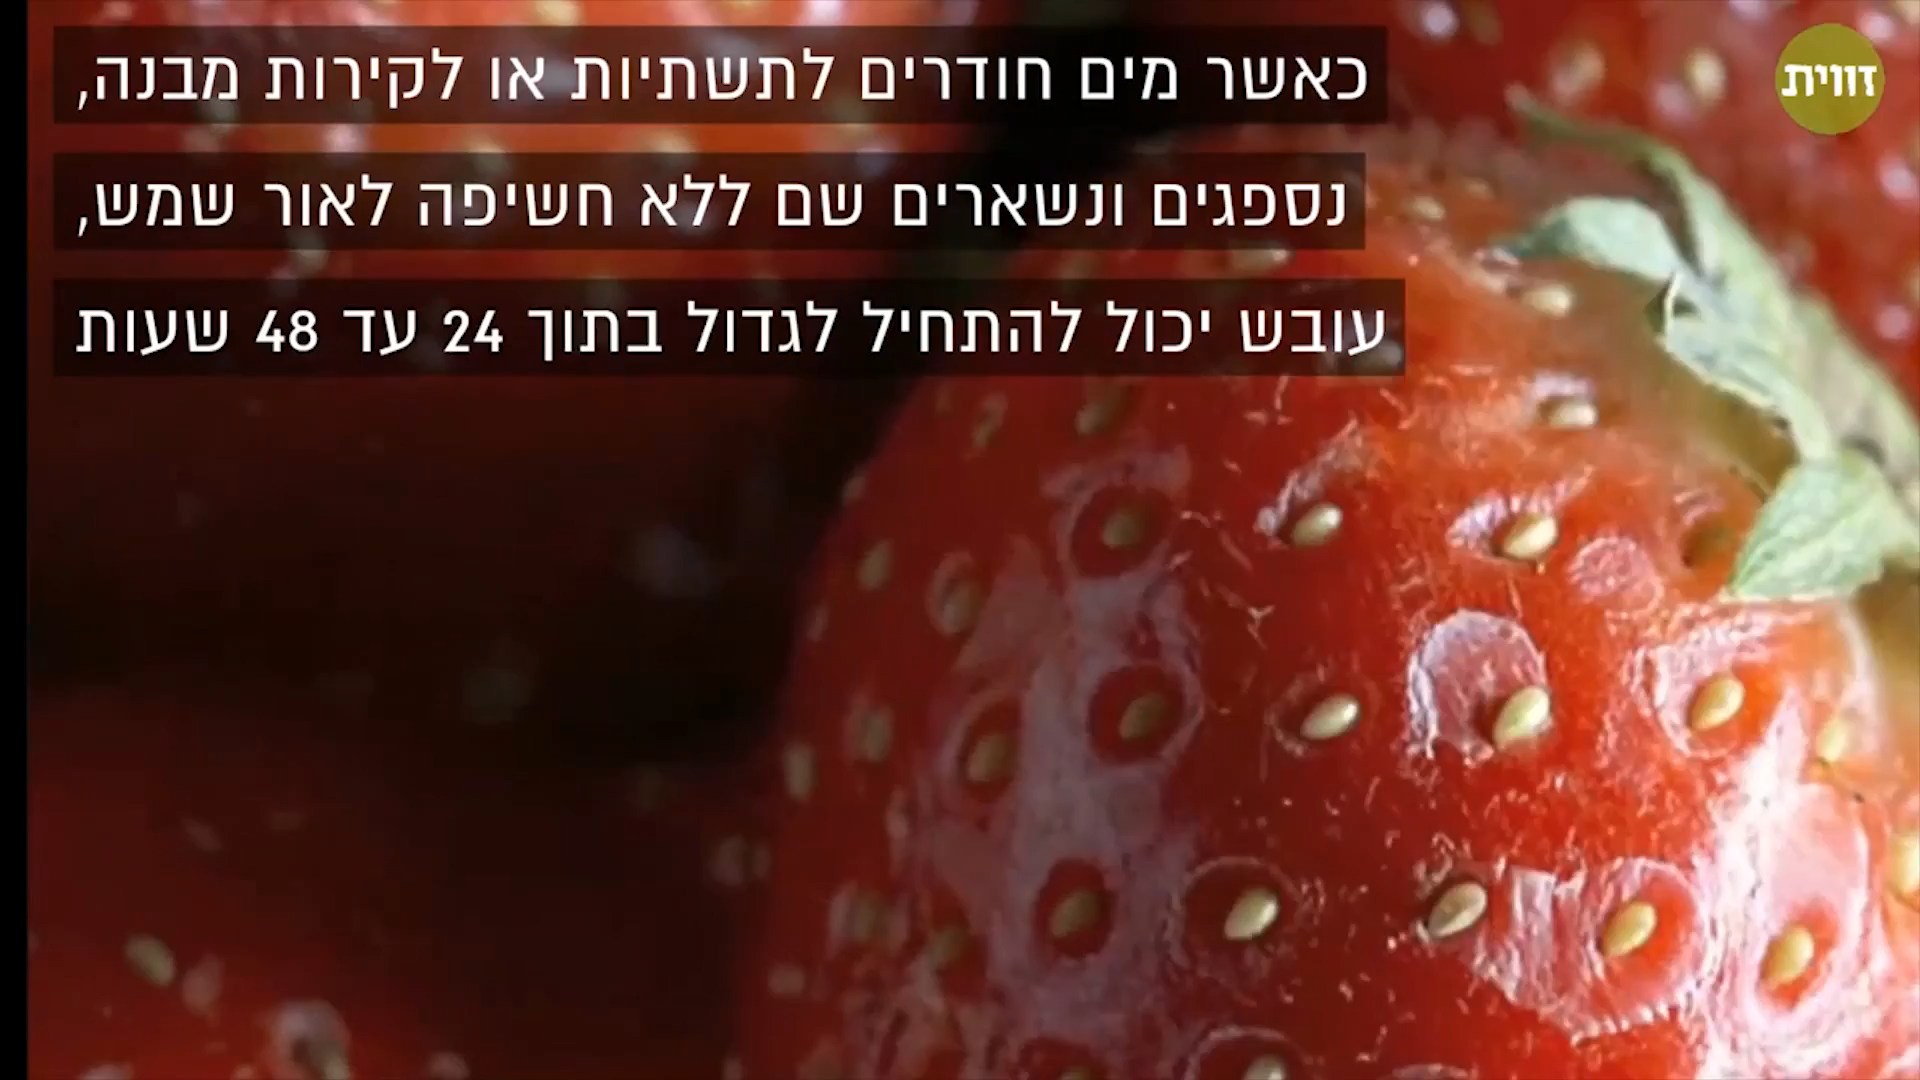 זווית
כאשר מים חודרים לתשתיות או לקירות מבנה,
נספגים ונשארים שם ללא חשיפה לאור שמש,
עובש יכול להתחיל לגדול בתוך 24 עד 48 שעות